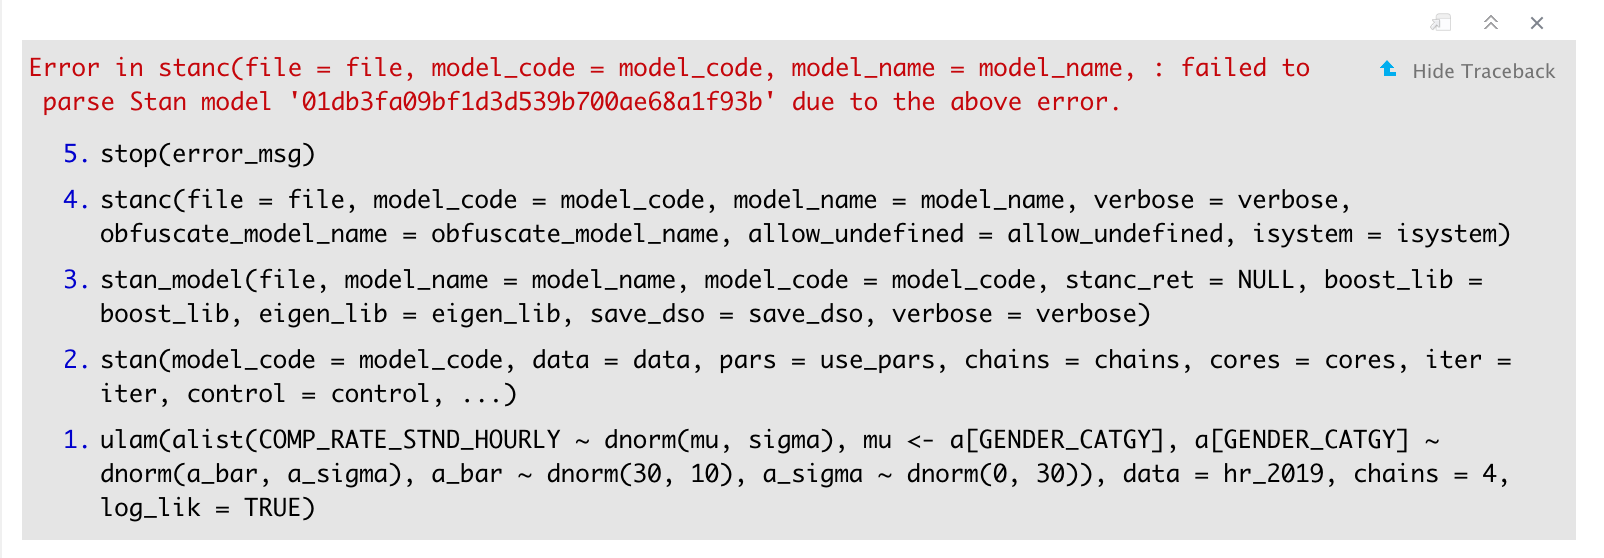 Error in stanc(file = file, model_code = model_code, model_name = model_name, : failed to
parse Stan model '01db3fa09bf1d3d539b700ae68a1f93b' due to the above error.
Hide Traceback
5. stop(error_msg)
4. stanc(file = file, model_code = model_code, model_name = model_name, verbose = verbose,
obfuscate_model_name = obfuscate_model_name, allow_undefined = allow_undefined, isystem = isystem)
3. stan_model(file, model_name = model_name, model_code = model_code, stanc_ret = NULL, boost_lib =
boost_lib, eigen_lib = eigen_lib, save_dso = save_dso, verbose = verbose)
2. stan(model_code = model_code, data = data, pars = use_pars, chains = chains, cores = cores, iter =
iter, control = control, ...)
1. ulam(alist(COMP_RATE_STND_HOURLY ~ dnorm(mu, sigma), mu <- a[GENDER_CATGY], a[GENDER_CATGY] ~
dnorm(a_bar, a_sigma), a_bar ~ dnorm(30, 10), a_sigma ~ dnorm(0, 30)), data = hr_2019, chains = 4,
log_lik = TRUE)